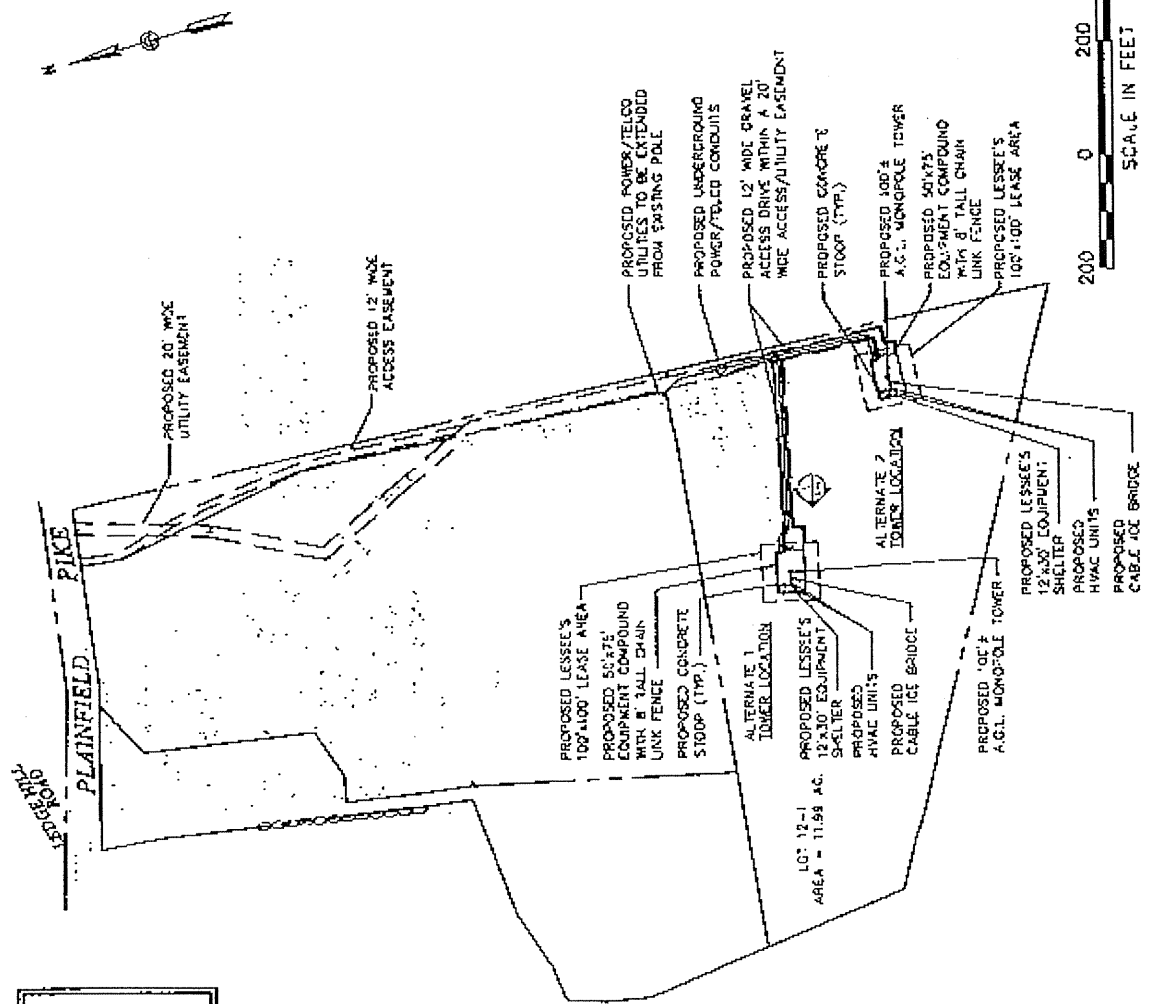 N
PROPOSED 20' WIDE
UTILITY EASEMENT
PROPOSED 12' WIDE
ACCESS EASEMENT
LEDGE HILL
ROAD
PLAINFIELD PIKE
PROPOSED POWER/TELCO
UTILITIES TO BE EXTENDED
FROM EXISTING POLE
PROPOSED UNDERGROUND
POWER/TELCO CONDUITS
PROPOSED 12' WIDE GRAVEL
ACCESS DRIVE WITHIN A 20'
WIDE ACCESS/UTILITY EASEMENT
PROPOSED CONCRETE
STOOP (TYP.)
PROPOSED 100'±
A.G.L. MONOPOLE TOWER
PROPOSED 50'x75'
EQUIPMENT COMPOUND
WITH 8' TALL CHAIN
LINK FENCE
PROPOSED LESSEE'S
100'x100' LEASE AREA
ALTERNATE 2
TOWER LOCATION
PROPOSED LESSEE'S
12'x30' EQUIPMENT
SHELTER
PROPOSED
HVAC UNITS
PROPOSED
CABLE ICE BRIDGE
PROPOSED LESSEE'S
100'x100' LEASE AREA
PROPOSED 50'x75'
EQUIPMENT COMPOUND
WITH 8' TALL CHAIN
LINK FENCE
PROPOSED CONCRETE
STOOP (TYP.)
ALTERNATE 1
TOWER LOCATION
PROPOSED LESSEE'S
12'x30' EQUIPMENT
SHELTER
PROPOSED
HVAC UNITS
PROPOSED
CABLE ICE BRIDGE
PROPOSED 100'±
A.G.L. MONOPOLE TOWER
LOT 12-1
AREA = 11.99 AC.
200 0 200
SCALE IN FEET